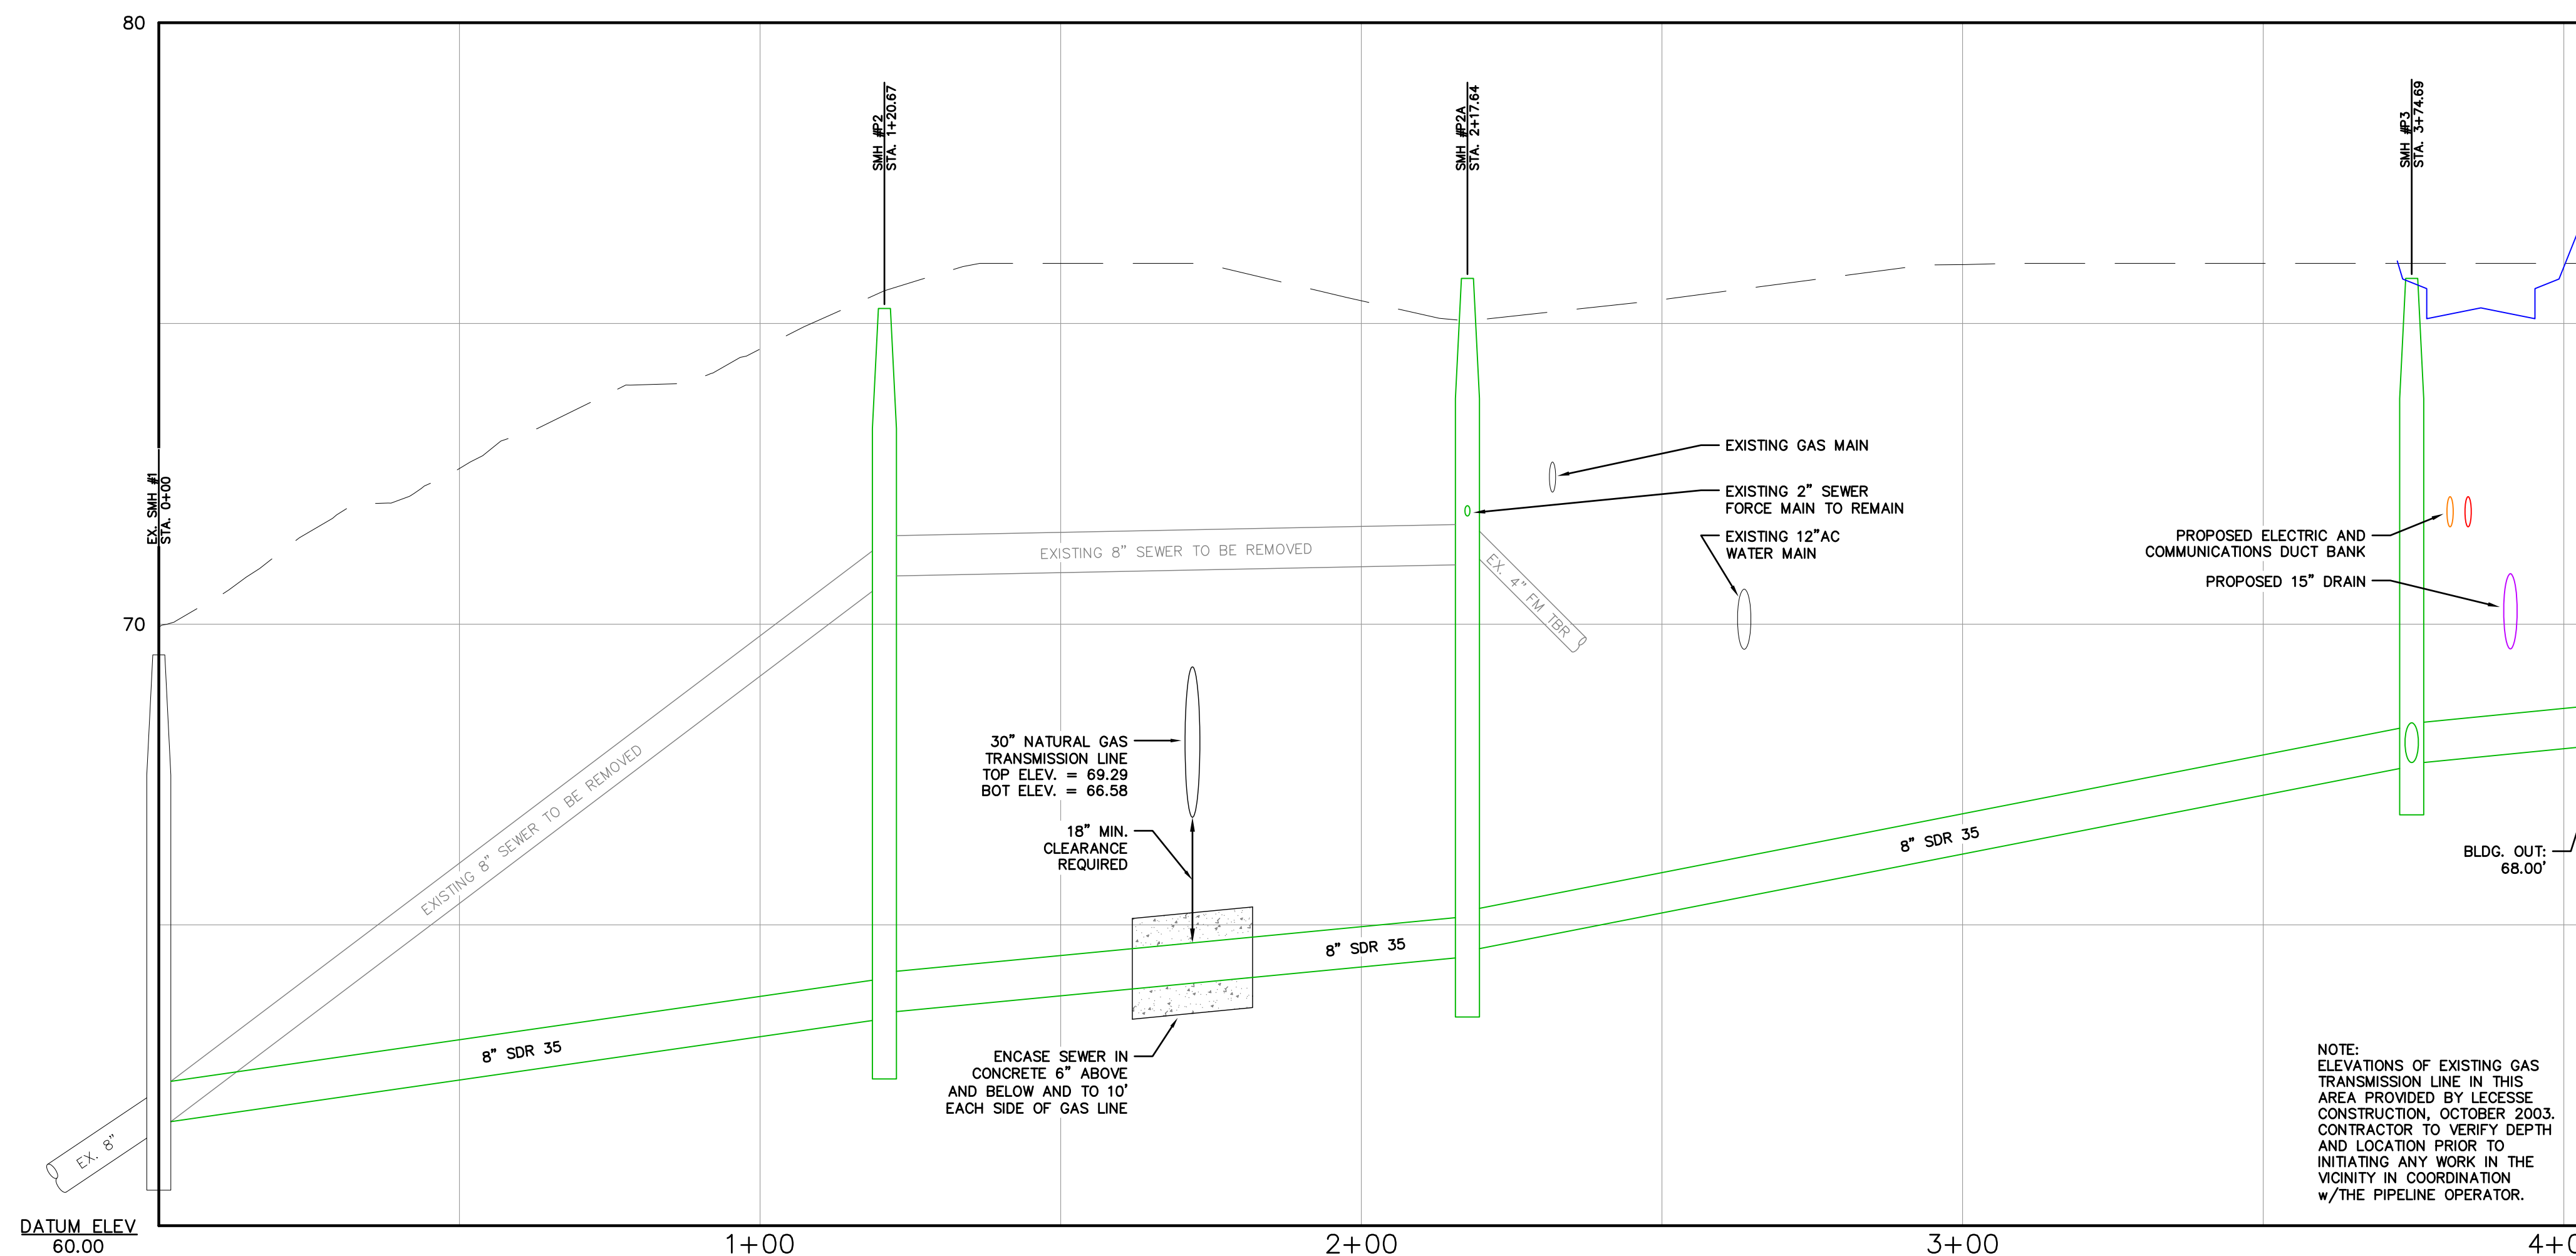 80
SMH #P2
STA. 1+20.67
SMH #P2A
STA. 2+17.64
SMH #P3
STA. 3+74.69
EX. SMH #1
STA. 0+00
EXISTING GAS MAIN
EXISTING 2" SEWER
FORCE MAIN TO REMAIN
EXISTING 12"AC
WATER MAIN
PROPOSED ELECTRIC AND
COMMUNICATIONS DUCT BANK
PROPOSED 15" DRAIN
EXISTING 8" SEWER TO BE REMOVED
EX. 4" FM TBR
70
30" NATURAL GAS
TRANSMISSION LINE
TOP ELEV. = 69.29
BOT ELEV. = 66.58
18" MIN.
CLEARANCE
REQUIRED
EXISTING 8" SEWER TO BE REMOVED
8" SDR 35
BLDG. OUT:
68.00'
8" SDR 35
8" SDR 35
ENCASE SEWER IN
CONCRETE 6" ABOVE
AND BELOW AND TO 10'
EACH SIDE OF GAS LINE
EX. 8"
NOTE:
ELEVATIONS OF EXISTING GAS
TRANSMISSION LINE IN THIS
AREA PROVIDED BY LECESSE
CONSTRUCTION, OCTOBER 2003.
CONTRACTOR TO VERIFY DEPTH
AND LOCATION PRIOR TO
INITIATING ANY WORK IN THE
VICINITY IN COORDINATION
w/THE PIPELINE OPERATOR.
DATUM ELEV
60.00
1+00
2+00
3+00